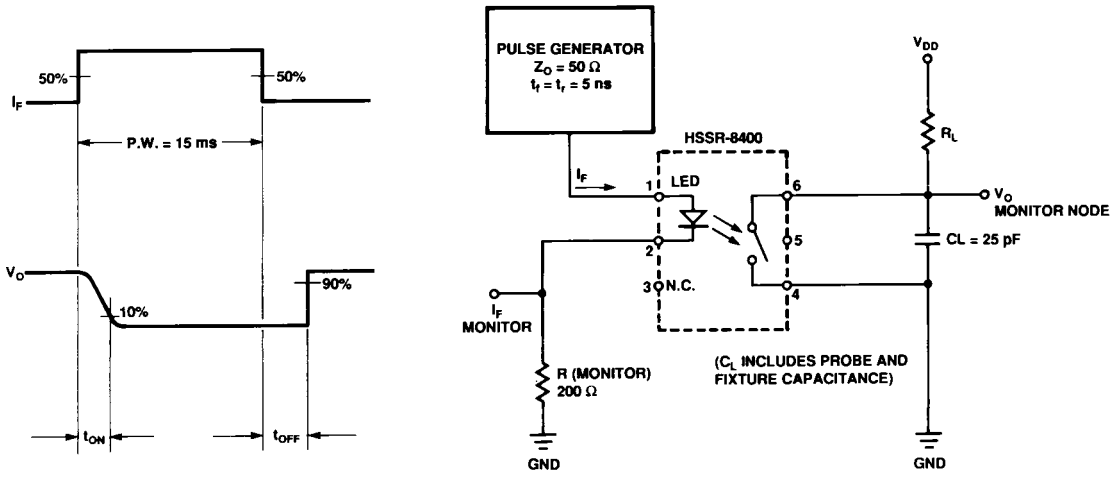 50%
50%
I_F
P.W. = 15 ms
V_O
90%
10%
t_ON
t_OFF
PULSE GENERATOR
Z_O = 50 Ω
t_f = t_r = 5 ns
HSSR-8400
I_F
1
LED
6
2
5
3
N.C.
4
V_DD
R_L
V_O
MONITOR NODE
CL = 25 pF
I_F
MONITOR
R (MONITOR)
200 Ω
(C_L INCLUDES PROBE AND
FIXTURE CAPACITANCE)
GND
GND